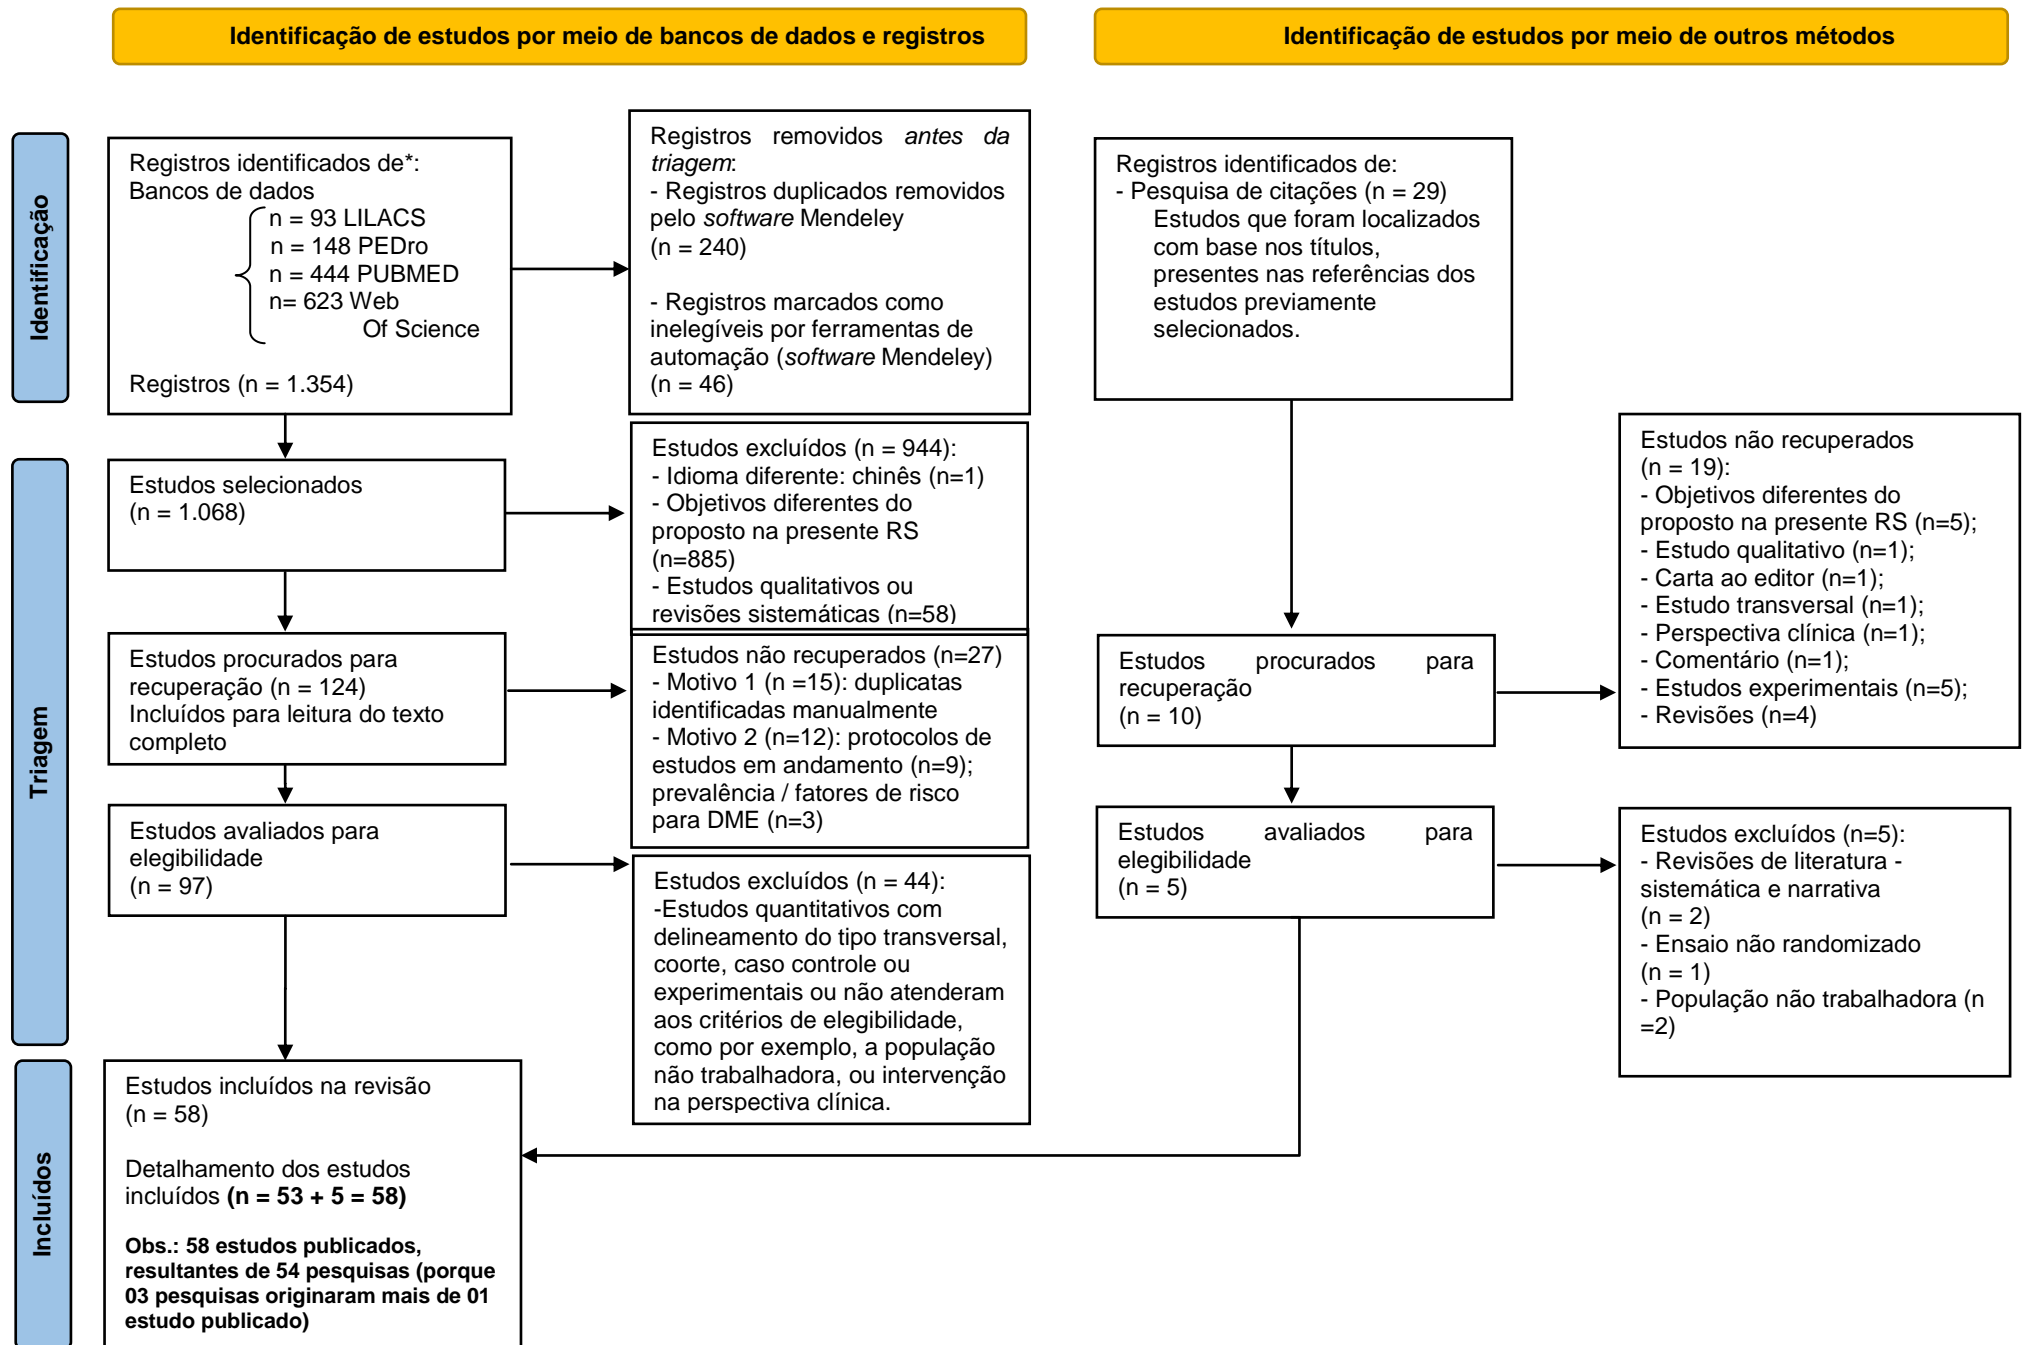 Identificação de estudos por meio de bancos de dados e registros
Identificação de estudos por meio de outros métodos
Identificação
Registros identificados de*:
Bancos de dados
n = 93 LILACS
n = 148 PEDro
n = 444 PUBMED
n= 623 Web
Of Science
Registros (n = 1.354)
Registros removidos antes da
triagem:
- Registros duplicados removidos
pelo software Mendeley
(n = 240)
- Registros marcados como
inelegíveis por ferramentas de
automação (software Mendeley)
(n = 46)
Registros identificados de:
- Pesquisa de citações (n = 29)
Estudos que foram localizados
com base nos títulos,
presentes nas referências dos
estudos previamente
selecionados.
Triagem
Estudos selecionados
(n = 1.068)
Estudos excluídos (n = 944):
- Idioma diferente: chinês (n=1)
- Objetivos diferentes do
proposto na presente RS
(n=885)
- Estudos qualitativos ou
revisões sistemáticas (n=58)
Estudos procurados para
recuperação (n = 124)
Incluídos para leitura do texto
completo
Estudos não recuperados (n=27)
- Motivo 1 (n =15): duplicatas
identificadas manualmente
- Motivo 2 (n=12): protocolos de
estudos em andamento (n=9);
prevalência / fatores de risco
para DME (n=3)
Estudos procurados para
recuperação
(n = 10)
Estudos não recuperados
(n = 19):
- Objetivos diferentes do
proposto na presente RS (n=5);
- Estudo qualitativo (n=1);
- Carta ao editor (n=1);
- Estudo transversal (n=1);
- Perspectiva clínica (n=1);
- Comentário (n=1);
- Estudos experimentais (n=5);
- Revisões (n=4)
Estudos avaliados para
elegibilidade
(n = 97)
Estudos excluídos (n = 44):
-Estudos quantitativos com
delineamento do tipo transversal,
coorte, caso controle ou
experimentais ou não atenderam
aos critérios de elegibilidade,
como por exemplo, a população
não trabalhadora, ou intervenção
na perspectiva clínica.
Estudos avaliados para
elegibilidade
(n = 5)
Estudos excluídos (n=5):
- Revisões de literatura -
sistemática e narrativa
(n = 2)
- Ensaio não randomizado
(n = 1)
- População não trabalhadora (n
=2)
Incluídos
Estudos incluídos na revisão
(n = 58)
Detalhamento dos estudos
incluídos (n = 53 + 5 = 58)
Obs.: 58 estudos publicados,
resultantes de 54 pesquisas (porque
03 pesquisas originaram mais de 01
estudo publicado)